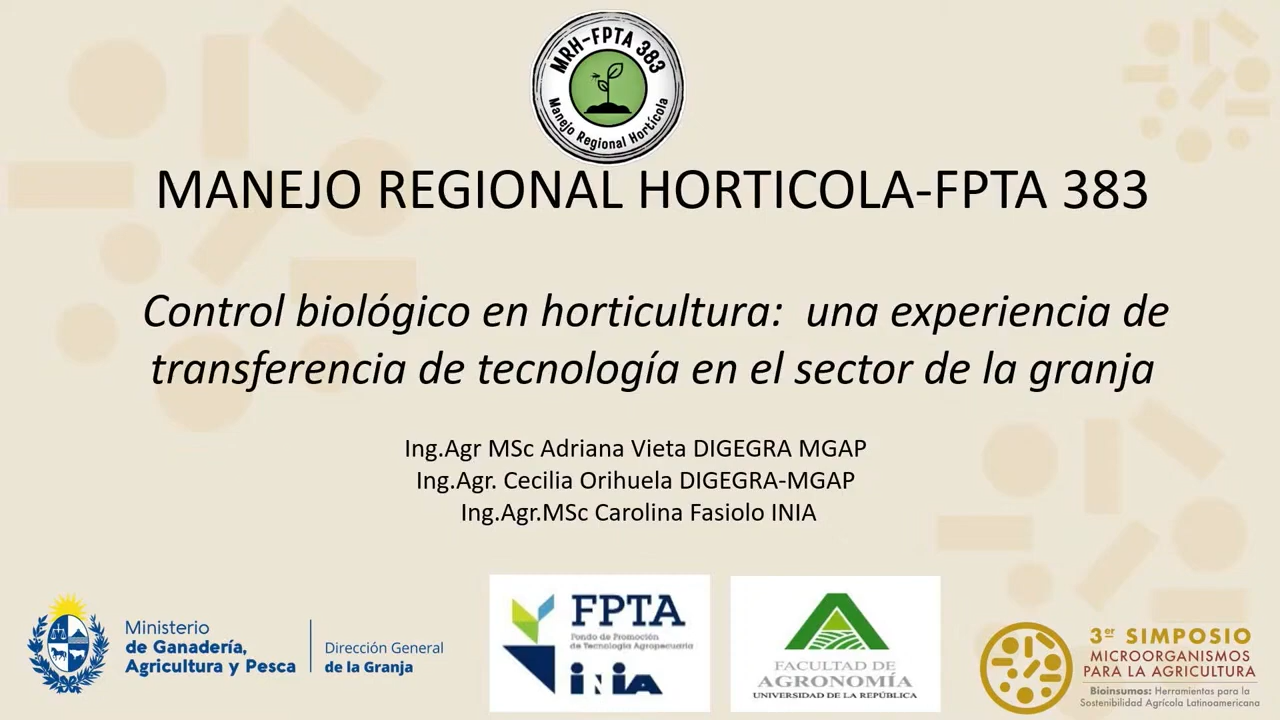 MRH-FPTA 383
Manejo Regional Hortícola
MANEJO REGIONAL HORTICOLA-FPTA 383
Control biológico en horticultura: una experiencia de
transferencia de tecnología en el sector de la granja
Ing.Agr MSc Adriana Vieta DIGEGRA MGAP
Ing.Agr. Cecilia Orihuela DIGEGRA-MGAP
Ing.Agr.MSc Carolina Fasiolo INIA
Ministerio
de Ganadería,
Agricultura y Pesca
Dirección General
de la Granja
FPTA
Fondo de Promoción
de Tecnología Agropecuaria
INIA
FACULTAD DE
AGRONOMÍA
UNIVERSIDAD DE LA REPÚBLICA
3er SIMPOSIO
MICROORGANISMOS
PARA LA AGRICULTURA
Bioinsumos: Herramientas para la
Sostenibilidad Agrícola Latinoamericana